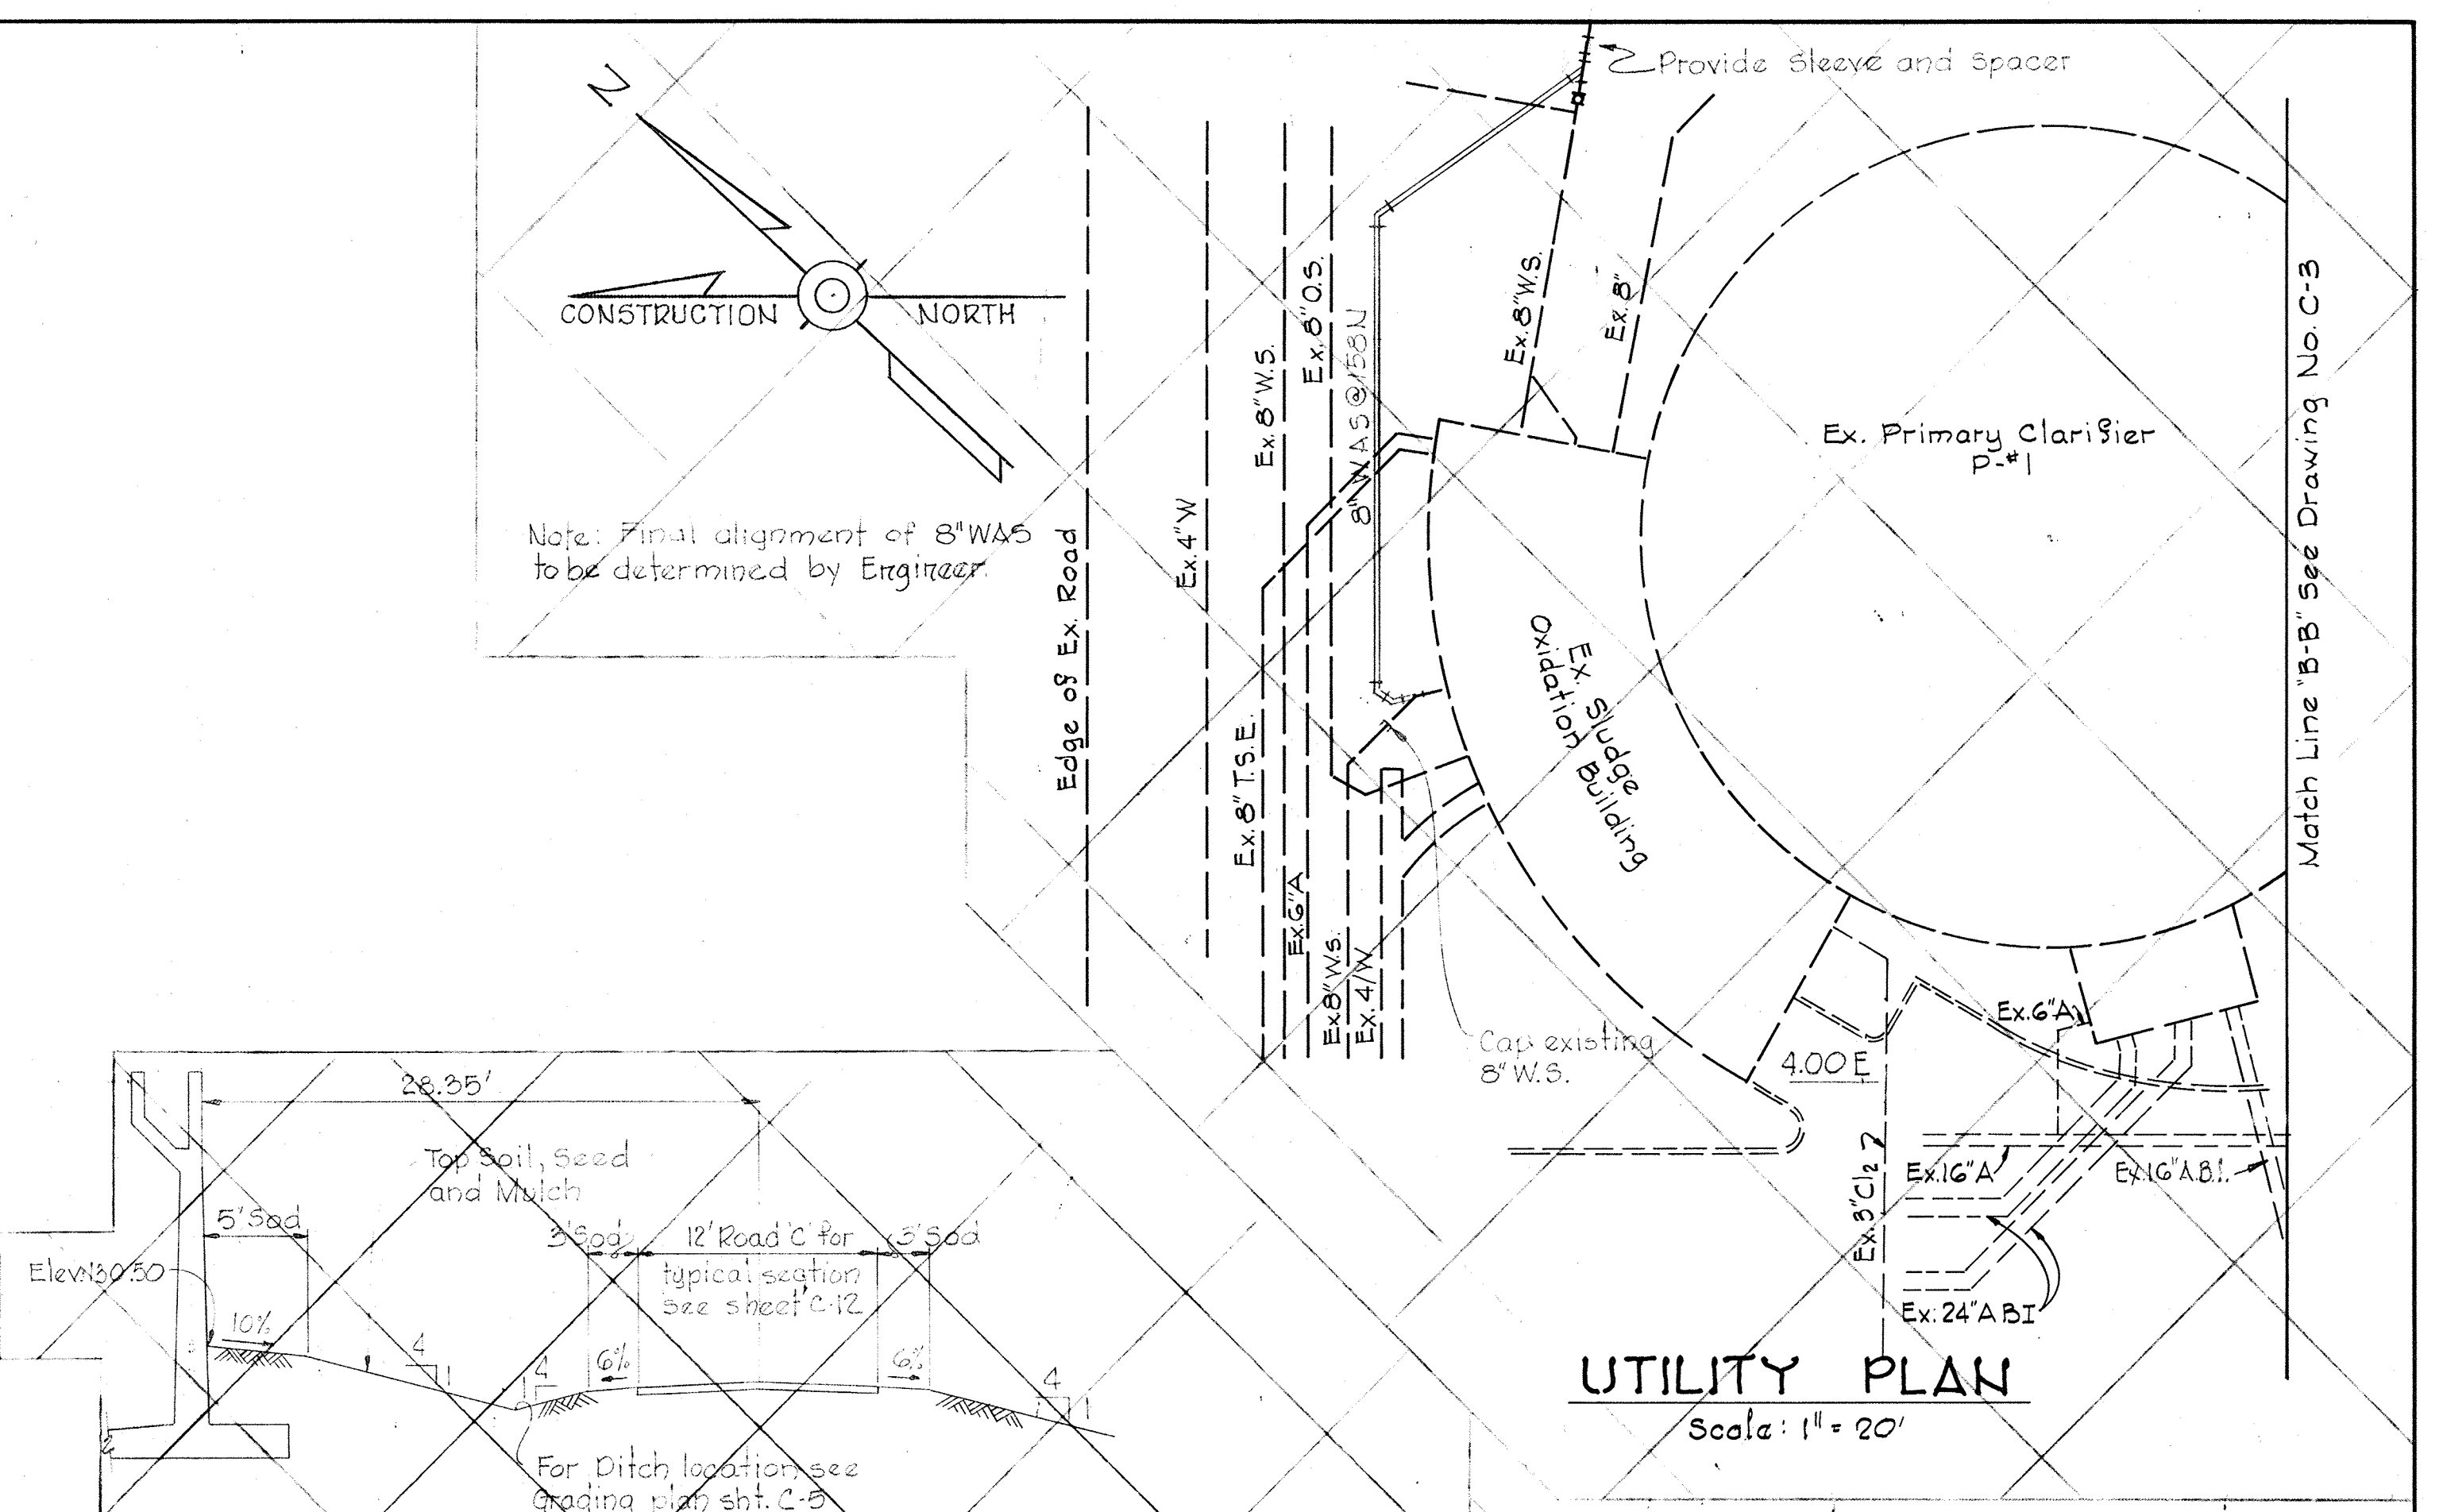 N
CONSTRUCTION NORTH
Note: Final alignment of 8"WAS
to be determined by Engineer.
Edge of Ex. Road
Ex. 4"W
Ex. 8"W.S.
Ex. 8"O.S.
8" WAS @ 158N
Ex. 8" T.S.E.
Ex. 6"A
Ex 8" W.S.
Ex. 4/W
Provide Sleeve and Spacer
Ex. 8"W.S.
Ex. 8"
Ex. Primary Clarifier
P-#1
Ex. Sludge
Oxidation Building
Match Line "B-B" See Drawing No. C-3
Cap existing
8" W.S.
4.00 E
Ex. 6"A
Ex. 3"Cl2
Ex. 16"A
Ex. 16"A.B.I.
Ex. 24"ABI
UTILITY PLAN
Scale: 1" = 20'
28.35'
Top Soil, Seed
and Mulch
5' Sod
3' Sod
12' Road 'C' for
typical section
see sheet C-12
3' Sod
Elev. N30.50
10%
4
1
1
4
6%
6%
4
1
For Ditch location see
Grading plan sht. C-5